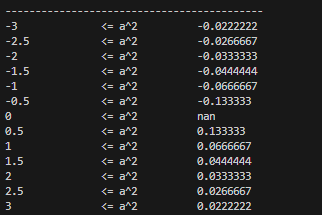 -------------------------------------------
-3 <= a^2 -0.0222222
-2.5 <= a^2 -0.0266667
-2 <= a^2 -0.0333333
-1.5 <= a^2 -0.0444444
-1 <= a^2 -0.0666667
-0.5 <= a^2 -0.133333
0 <= a^2 nan
0.5 <= a^2 0.133333
1 <= a^2 0.0666667
1.5 <= a^2 0.0444444
2 <= a^2 0.0333333
2.5 <= a^2 0.0266667
3 <= a^2 0.0222222